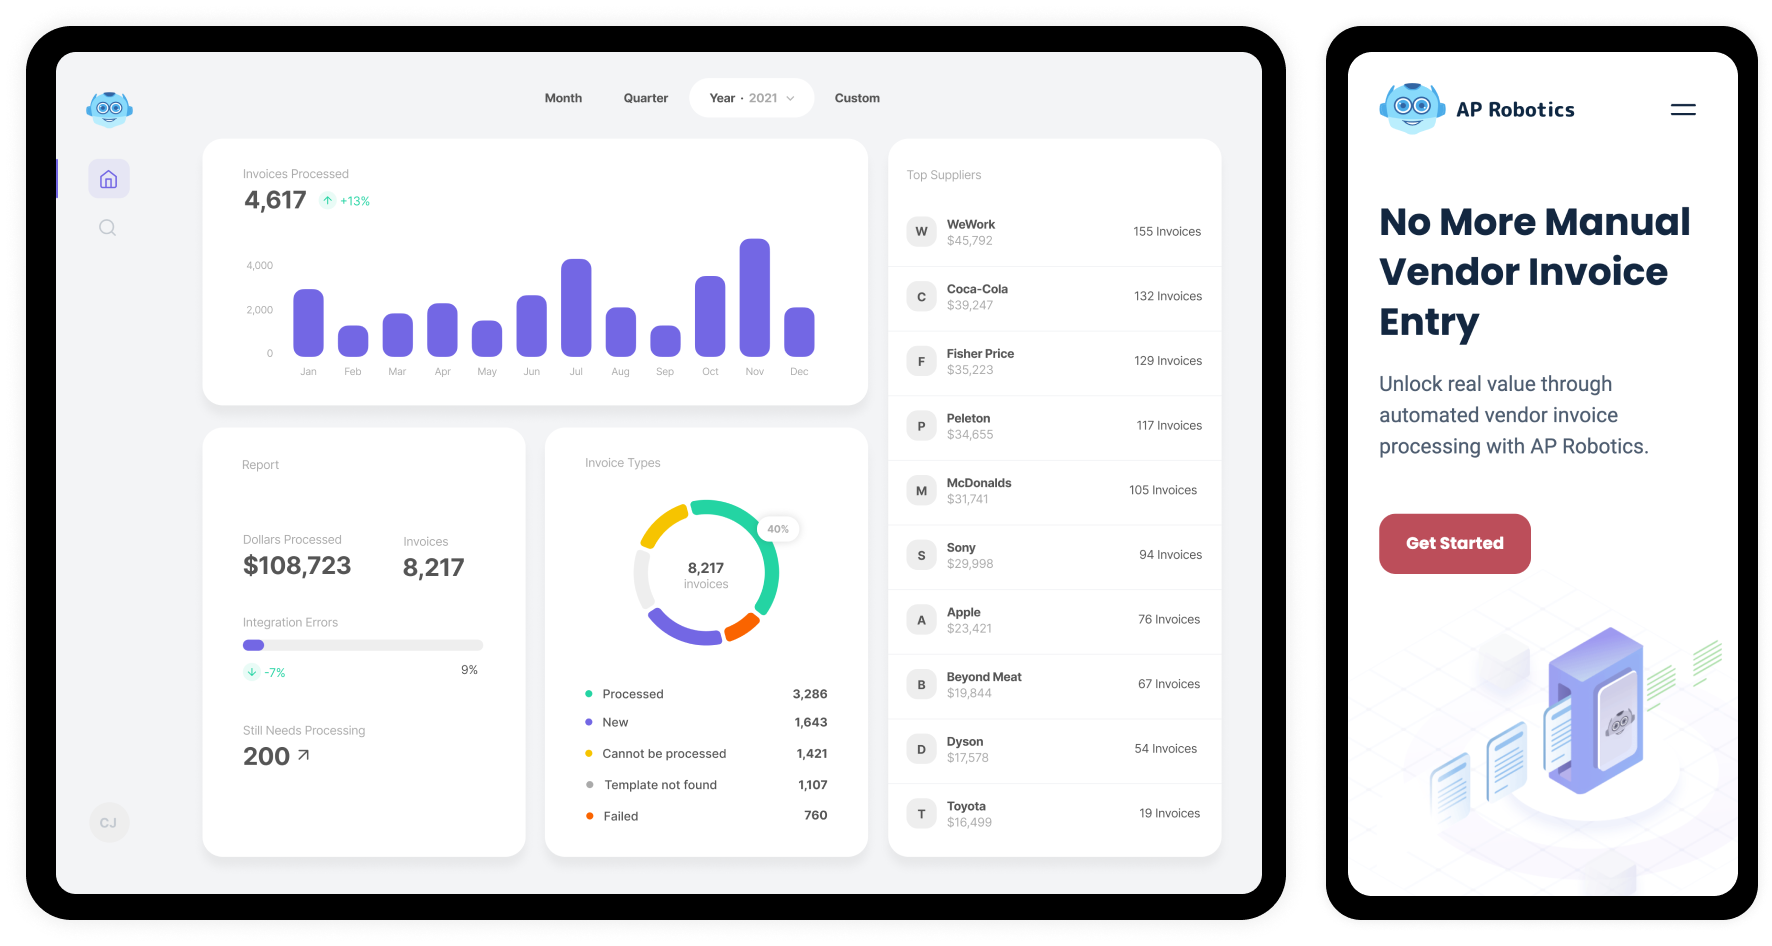 Month Quarter Year · 2021 Custom
Invoices Processed
4,617 +13%
4,000
2,000
0
Jan Feb Mar Apr May Jun Jul Aug Sep Oct Nov Dec
Report
Dollars Processed Invoices
$108,723 8,217
Integration Errors
-7% 9%
Still Needs Processing
200
CJ
Invoice Types
40%
8,217
invoices
Processed 3,286
New 1,643
Cannot be processed 1,421
Template not found 1,107
Failed 760
Top Suppliers
W WeWork 155 Invoices
$45,792
C Coca-Cola 132 Invoices
$39,247
F Fisher Price 129 Invoices
$35,223
P Peleton 117 Invoices
$34,655
M McDonalds 105 Invoices
$31,741
S Sony 94 Invoices
$29,998
A Apple 76 Invoices
$23,421
B Beyond Meat 67 Invoices
$19,844
D Dyson 54 Invoices
$17,578
T Toyota 19 Invoices
$16,499
AP Robotics
No More Manual
Vendor Invoice
Entry
Unlock real value through
automated vendor invoice
processing with AP Robotics.
Get Started